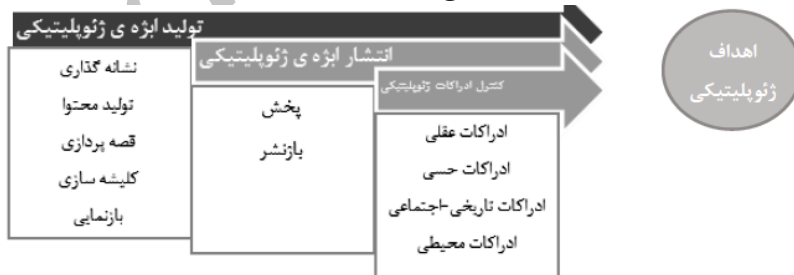 تولید ابژه ی ژئوپلیتیکی
نشانه گذاری
تولید محتوا
قصه پردازی
کلیشه سازی
بازنمایی
انتشار ابژه ی ژئوپلیتیکی
پخش
بازنشر
کنترل ادراکات ژئوپلیتیکی
ادراکات عقلی
ادراکات حسی
ادراکات تاریخی-اجتماعی
ادراکات محیطی
اهداف
ژئوپلیتیکی